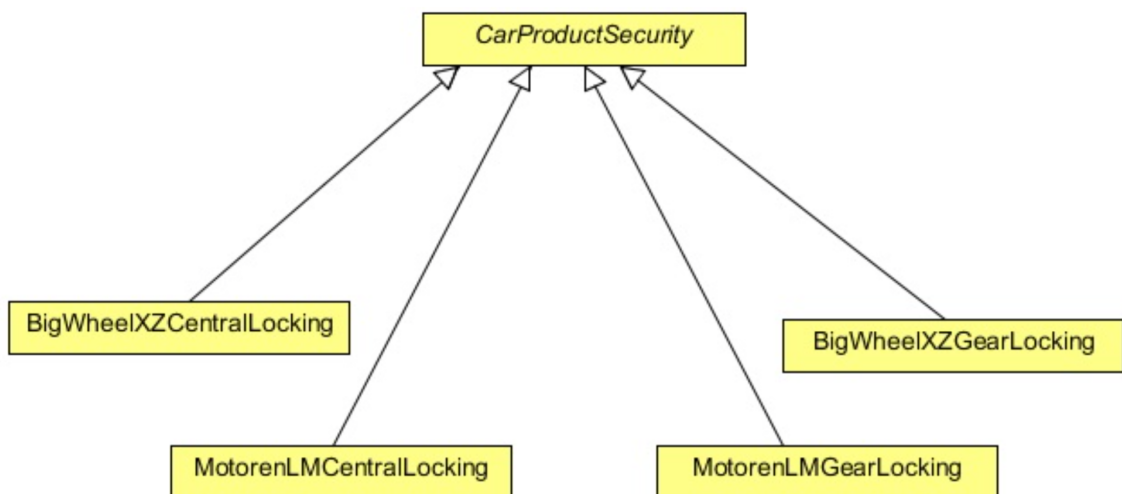 CarProductSecurity
BigWheelXZCentralLocking
BigWheelXZGearLocking
MotorenLMCentralLocking
MotorenLMGearLocking